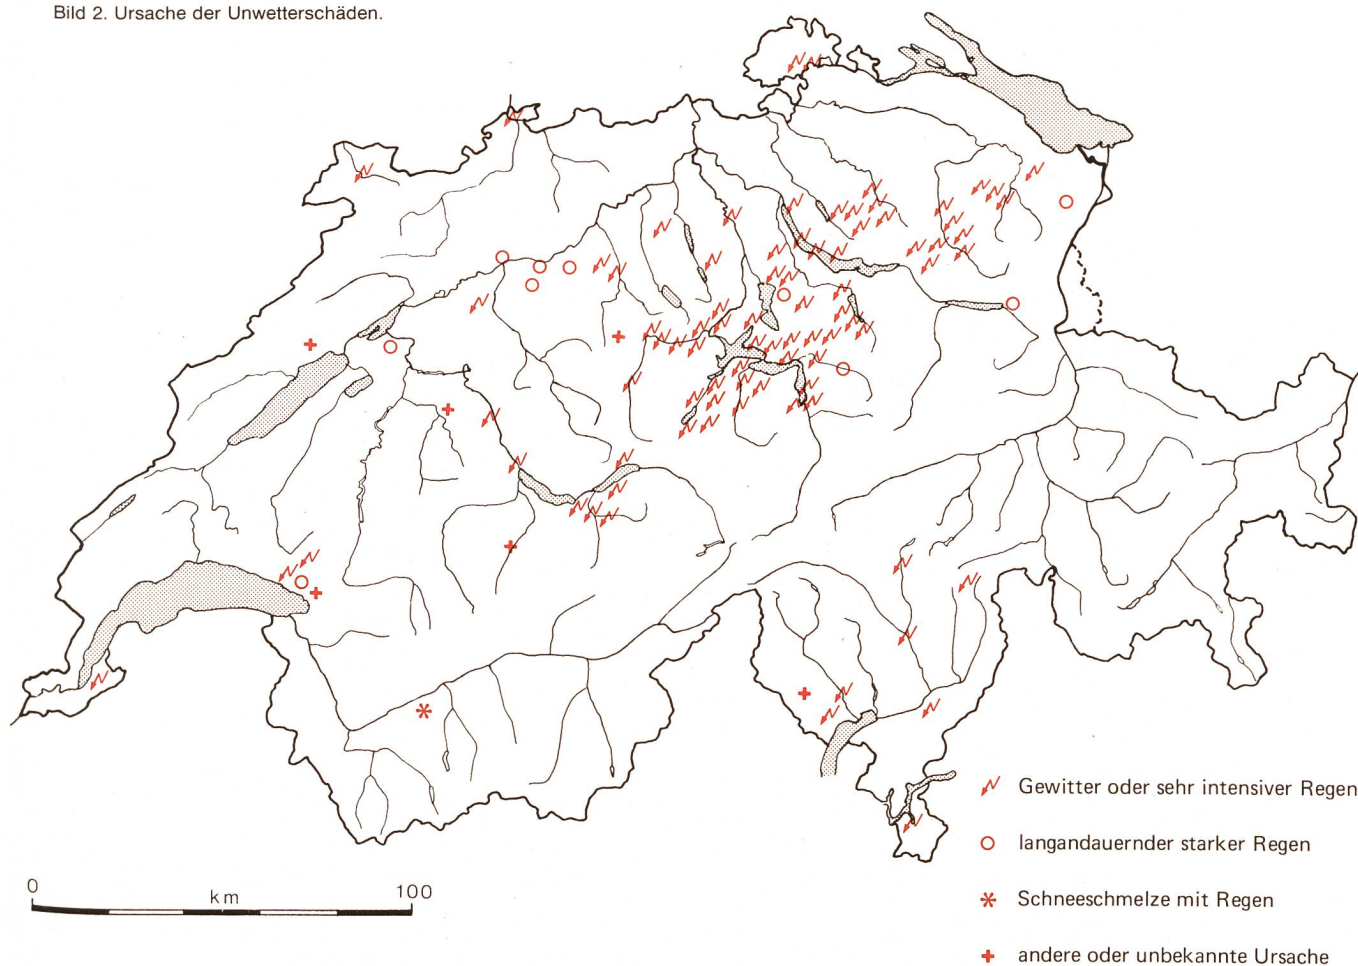 Bild 2. Ursache der Unwetterschäden.
Gewitter oder sehr intensiver Regen
langandauernder starker Regen
Schneeschmelze mit Regen
andere oder unbekannte Ursache
0 km 100